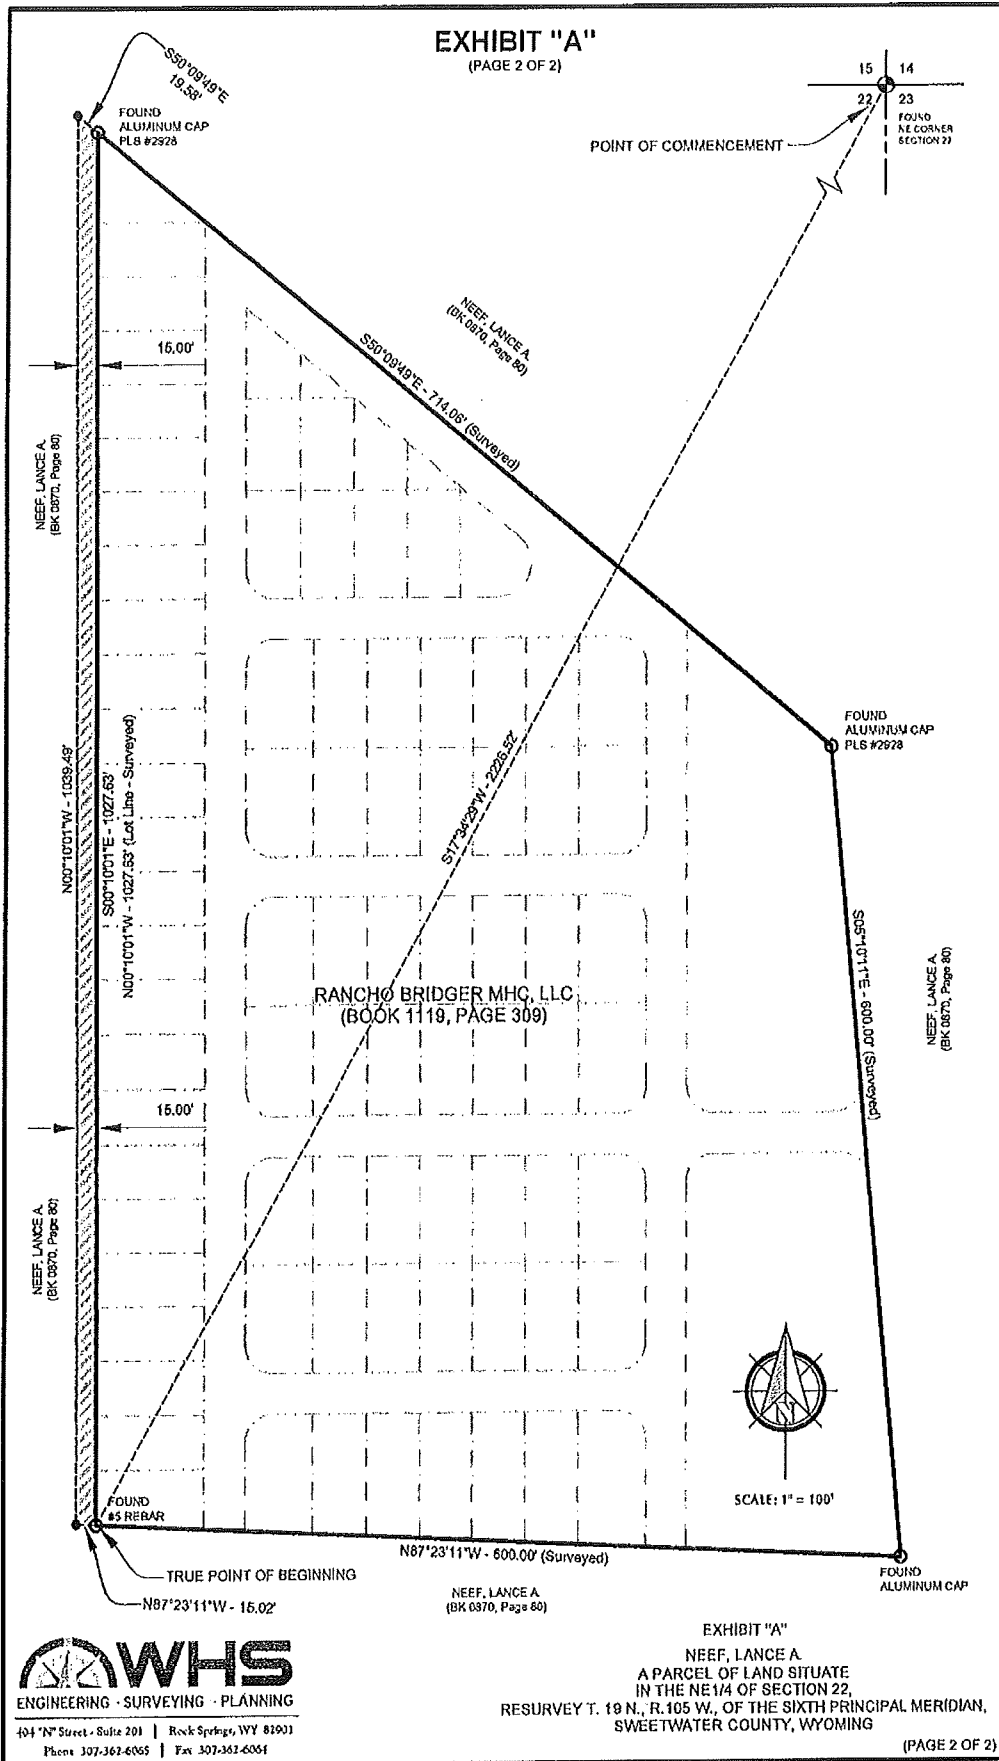 EXHIBIT "A"
(PAGE 2 OF 2)
S50°09'49"E
19.58'
FOUND
ALUMINUM CAP
PLS #2928
15 14
22 23
FOUND
NE CORNER
SECTION 22
POINT OF COMMENCEMENT
NEEF, LANCE A.
(BK 0870, Page 80)
S50°09'49"E - 714.06' (Surveyed)
15.00'
NEEF, LANCE A.
(BK 0870, Page 80)
FOUND
ALUMINUM CAP
PLS #2928
N00°10'01"W - 1039.49'
S00°10'01"E - 1027.63'
N00°10'01"W - 1027.63' (Lot Line - Surveyed)
S17°34'29"W - 2226.52'
S05°10'11"E - 600.00' (Surveyed)
NEEF, LANCE A.
(BK 0870, Page 80)
RANCHO BRIDGER MHC, LLC
(BOOK 1119, PAGE 309)
15.00'
NEEF, LANCE A.
(BK 0870, Page 80)
N
SCALE: 1" = 100'
FOUND
#5 REBAR
N87°23'11"W - 600.00' (Surveyed)
TRUE POINT OF BEGINNING
N87°23'11"W - 15.02'
NEEF, LANCE A.
(BK 0870, Page 80)
FOUND
ALUMINUM CAP
WHS
ENGINEERING · SURVEYING · PLANNING
404 "N" Street - Suite 201 | Rock Springs, WY 82901
Phone 307-362-6065 | Fax 307-362-6064
EXHIBIT "A"
NEEF, LANCE A.
A PARCEL OF LAND SITUATE
IN THE NE1/4 OF SECTION 22,
RESURVEY T. 19 N., R.105 W., OF THE SIXTH PRINCIPAL MERIDIAN,
SWEETWATER COUNTY, WYOMING
(PAGE 2 OF 2)